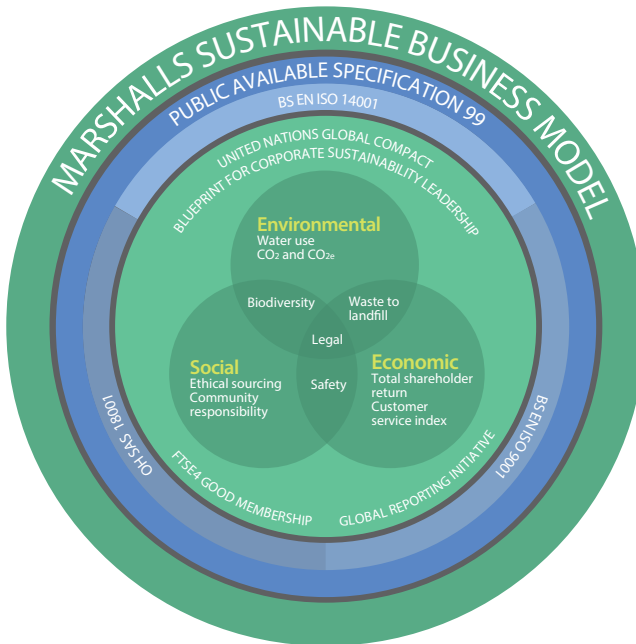 MARSHALLS SUSTAINABLE BUSINESS MODEL
PUBLIC AVAILABLE SPECIFICATION 99
BS EN ISO 14001
UNITED NATIONS GLOBAL COMPACT
BLUEPRINT FOR CORPORATE SUSTAINABILITY LEADERSHIP
Environmental
Water use
CO₂ and CO₂ₑ
Biodiversity
Waste to
landfill
Legal
Social
Ethical sourcing
Community
responsibility
Safety
Economic
Total shareholder
return
Customer
service index
OHSAS 18001
BS EN ISO 9001
FTSE4 GOOD MEMBERSHIP
GLOBAL REPORTING INITIATIVE